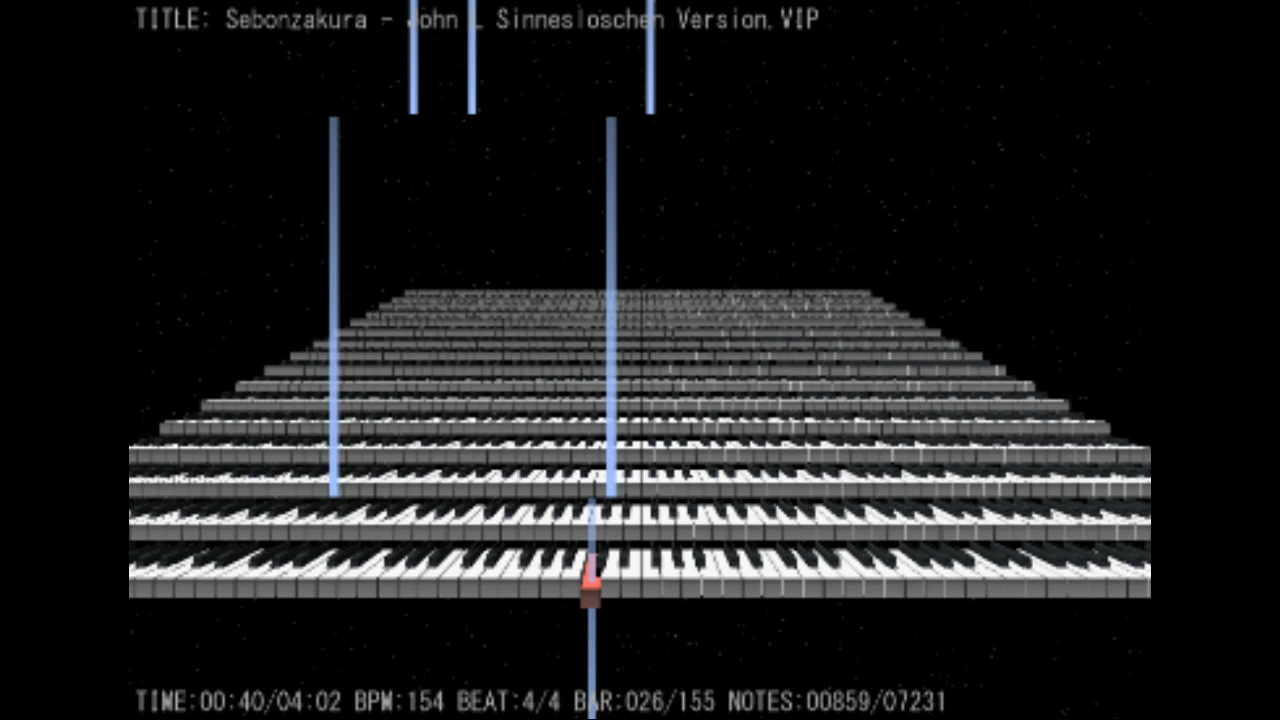 TITLE: Sebonzakura - John L Sinnesloschen Version.VIP
TIME:00:40/04:02 BPM:154 BEAT:4/4 BAR:026/155 NOTES:00859/07231